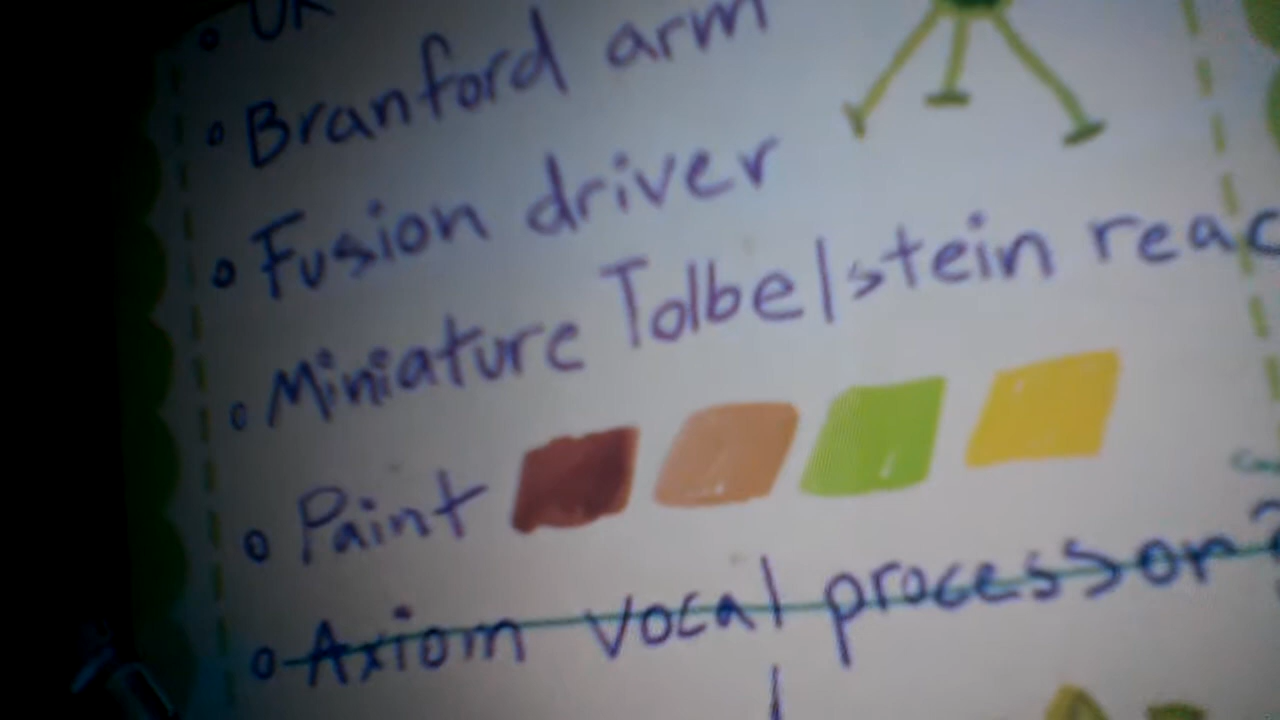 Branford arm
Fusion driver
Miniature Tolbelstein reac
Paint
Axiom vocal processor?